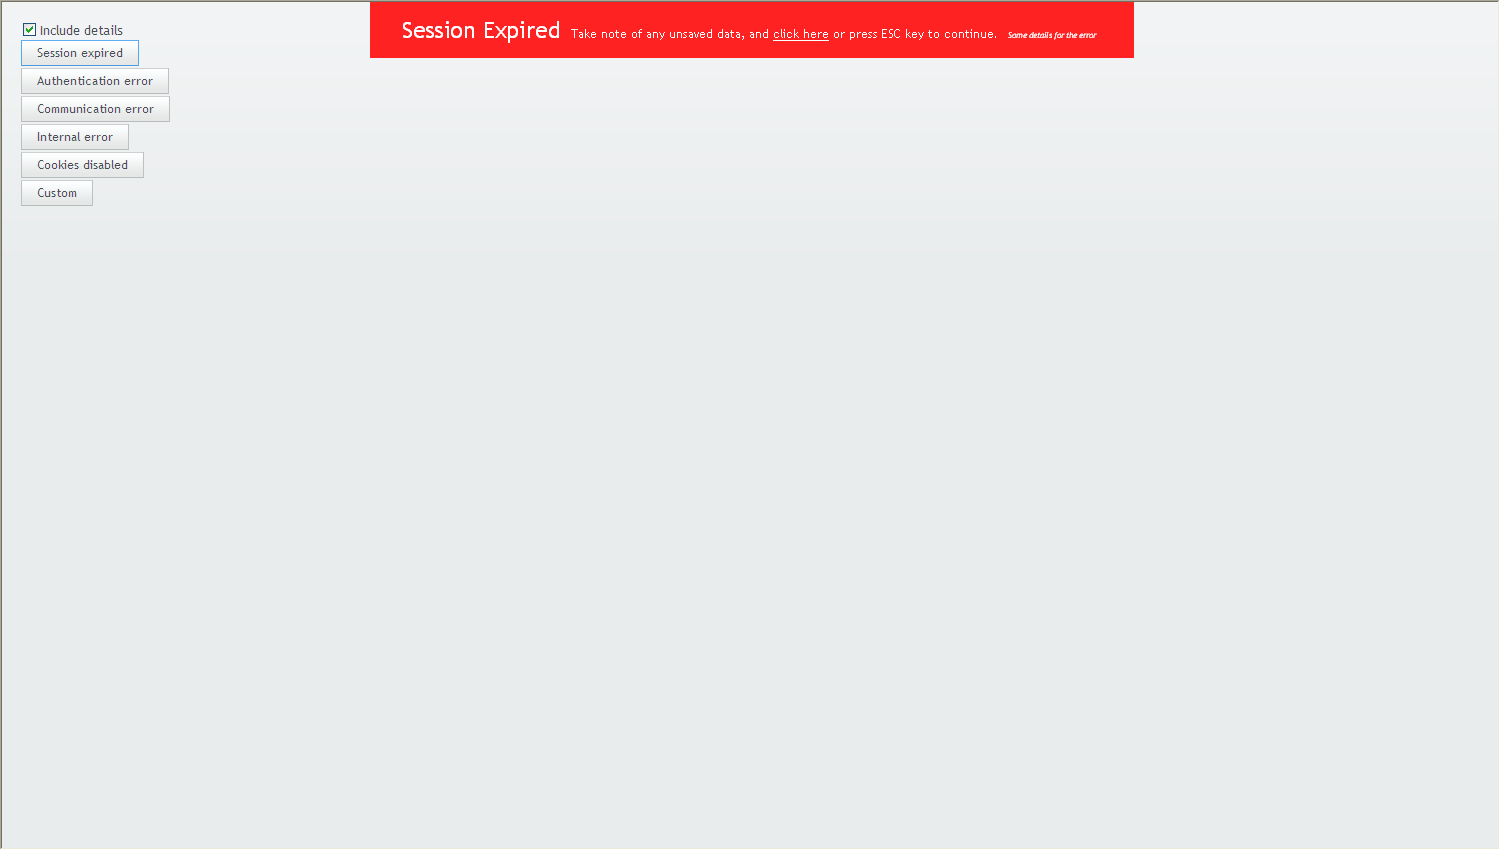 Include details
Session expired
Authentication error
Communication error
Internal error
Cookies disabled
Custom
Session Expired Take note of any unsaved data, and click here or press ESC key to continue. Some details for the error